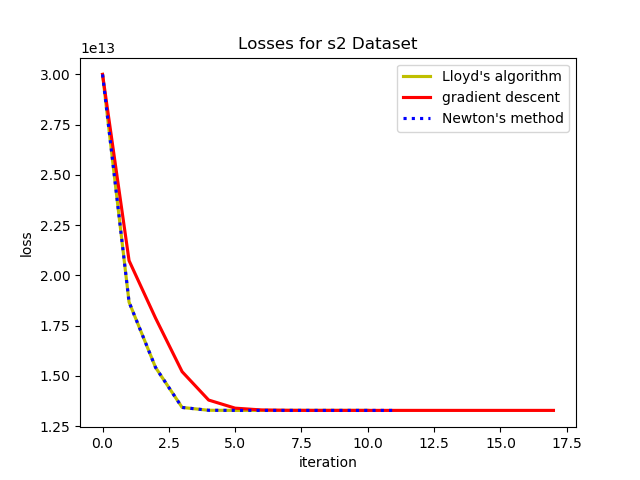 Losses for s2 Dataset
1e13
3.00
2.75
2.50
2.25
2.00
1.75
1.50
1.25
loss
Lloyd's algorithm
gradient descent
Newton's method
0.0 2.5 5.0 7.5 10.0 12.5 15.0 17.5
iteration